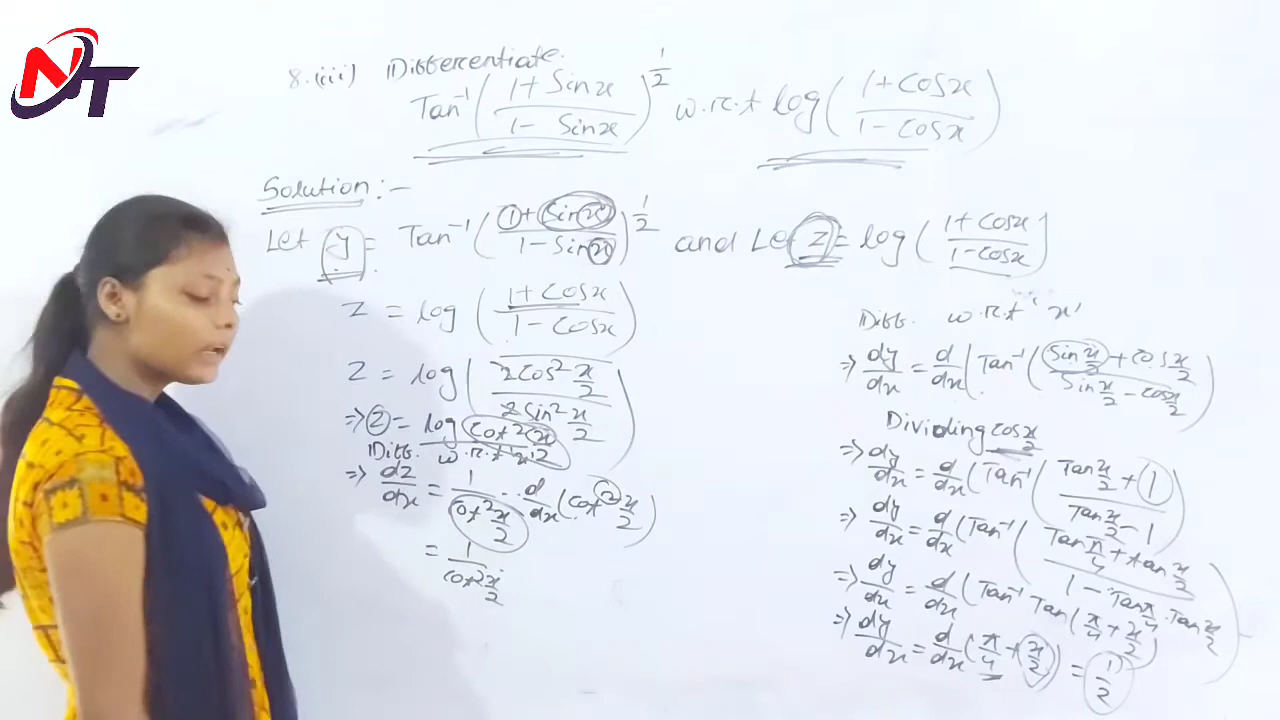 NT
8.(iii) Differentiate.
Tan⁻¹ ( (1 + Sinx) / (1 - Sinx) )^(1/2) w.r.t log ( (1 + Cosx) / (1 - Cosx) )
Solution :-
Let y = Tan⁻¹ ( (1 + Sinx) / (1 - Sinx) )^(1/2) and Let Z = log ( (1 + Cosx) / (1 - Cosx) )
Z = log ( (1 + Cosx) / (1 - Cosx) )
Z = log ( (2Cos² x/2) / (2Sin² x/2) )
⇒ Z = log (Cot² x/2)
Diff. w.r.t 'x'
⇒ dz/dx = 1/(Cot² x/2) . d/dx (Cot² x/2)
= 1/(Cot² x/2)
Diff. w.r.t 'x'
⇒ dy/dx = d/dx ( Tan⁻¹ ( (Sin x/2 + Cos x/2) / (Sin x/2 - Cos x/2) )
Dividing Cos x/2
⇒ dy/dx = d/dx ( Tan⁻¹ ( (Tan x/2 + 1) / (Tan x/2 - 1) )
⇒ dy/dx = d/dx ( Tan⁻¹ ( (Tan π/4 + tan x/2) / (1 - Tan π/4 . Tan x/2) )
⇒ dy/dx = d/dx ( Tan⁻¹ Tan ( π/4 + x/2 )
⇒ dy/dx = d/dx ( π/4 + x/2 ) = 1/2